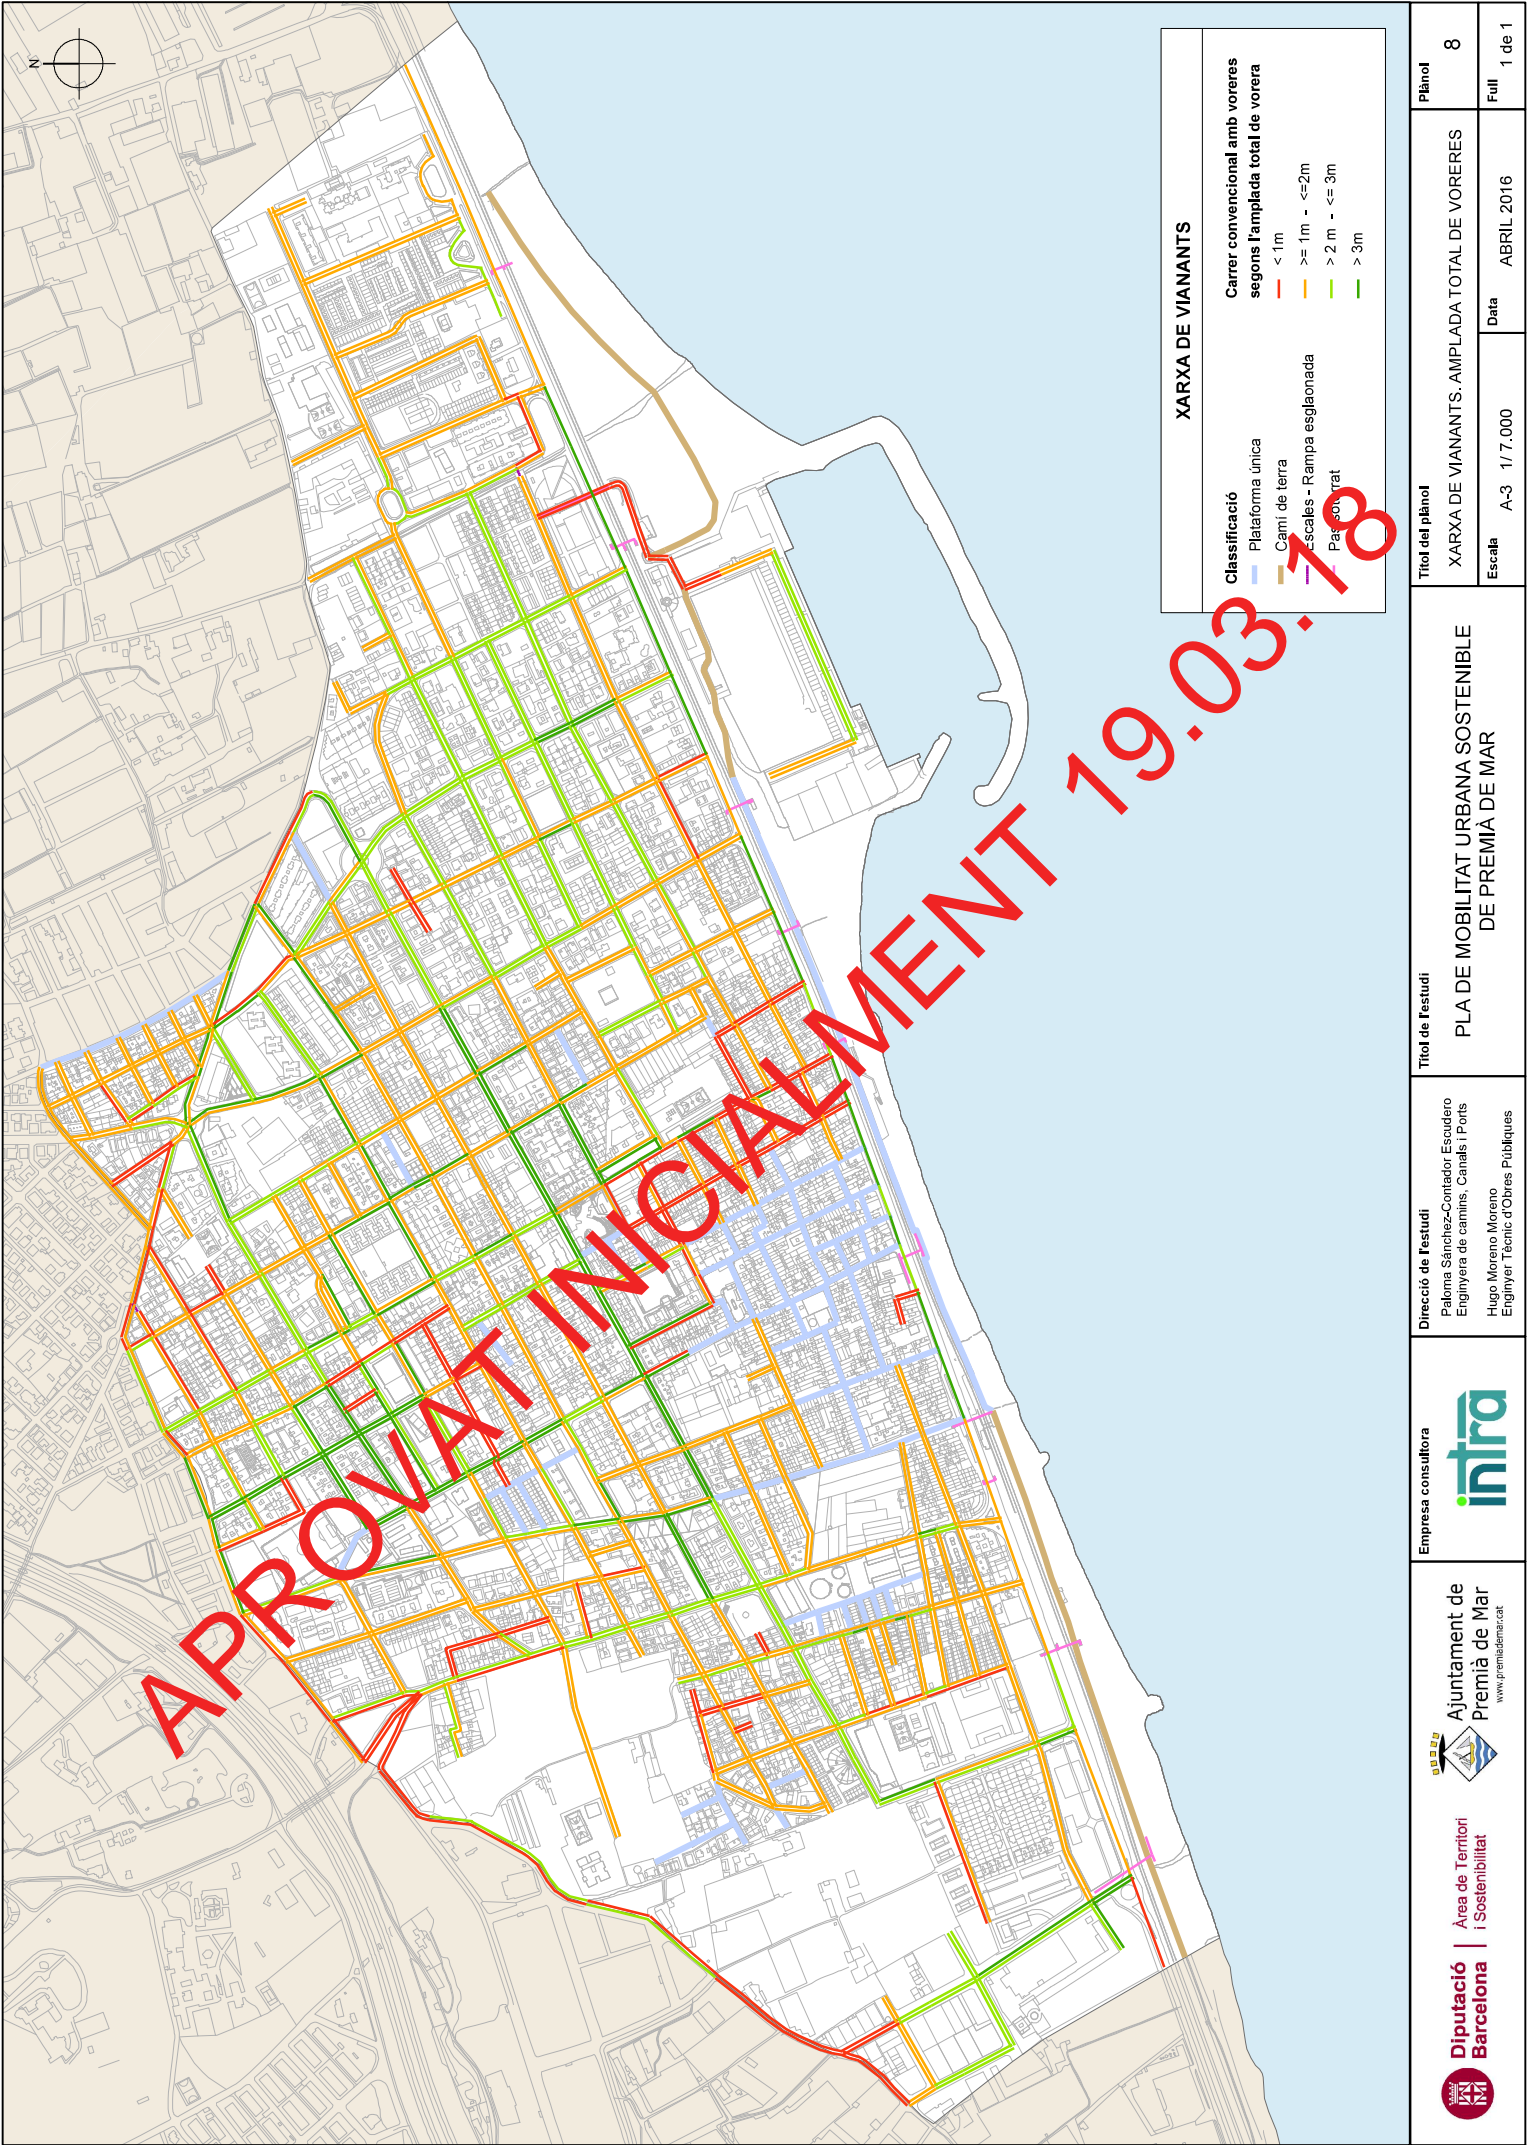 N
XARXA DE VIANANTS
Classificació
Plataforma única
Camí de terra
Escales - Rampa esglaonada
Pas soterrat
Carrer convencional amb voreres
segons l'amplada total de vorera
< 1m
>= 1m - <=2m
> 2 m - <= 3m
> 3m
APROVAT INICIALMENT 19.03.18
Diputació
Barcelona
Àrea de Territori
i Sostenibilitat
Ajuntament de
Premià de Mar
www.premiademar.cat
Empresa consultora
intra
Direcció de l'estudi
Paloma Sánchez-Contador Escudero
Enginyera de camins, Canals i Ports
Hugo Moreno Moreno
Enginyer Tècnic d'Obres Públiques
Títol de l'estudi
PLA DE MOBILITAT URBANA SOSTENIBLE
DE PREMIÀ DE MAR
Títol del plànol
XARXA DE VIANANTS. AMPLADA TOTAL DE VORERES
Escala
A-3 1/ 7.000
Data
ABRIL 2016
Plànol
8
Full
1 de 1